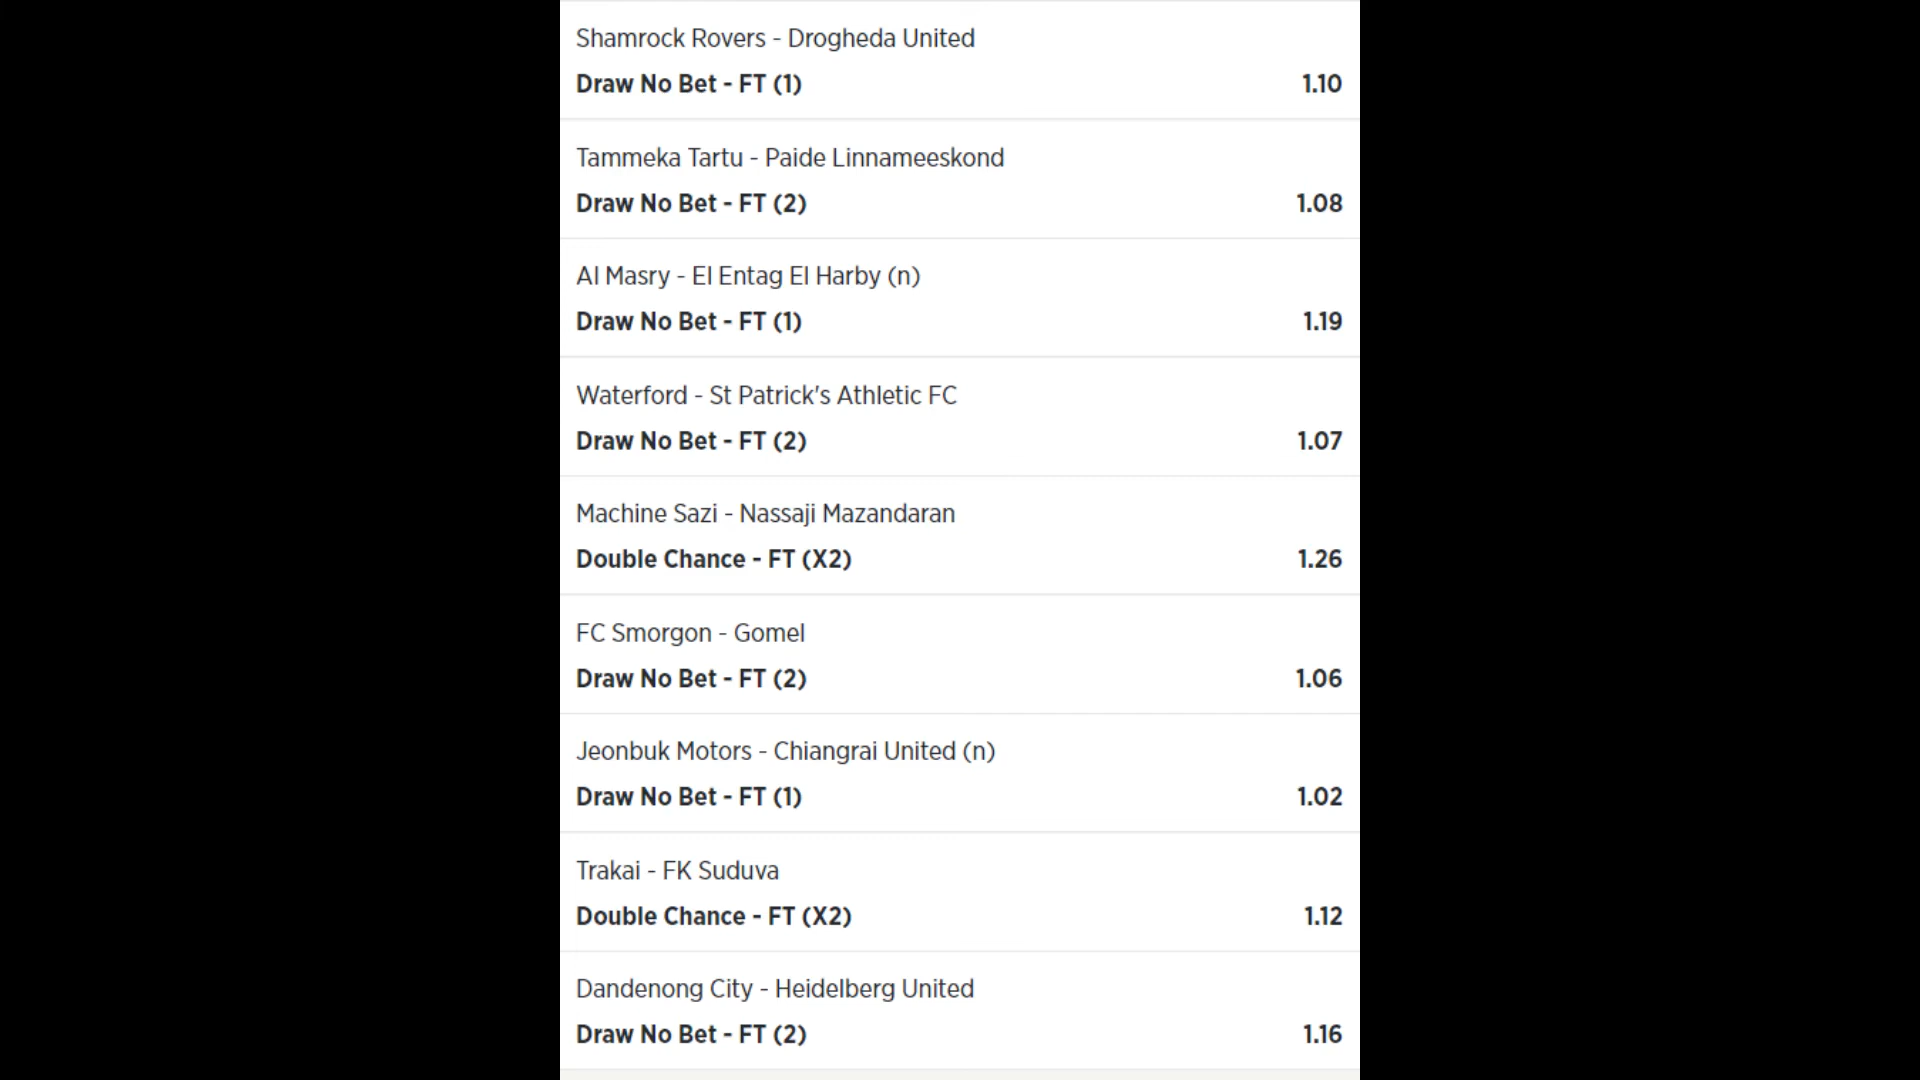 Shamrock Rovers - Drogheda United
Draw No Bet - FT (1) 1.10
Tammeka Tartu - Paide Linnameeskond
Draw No Bet - FT (2) 1.08
Al Masry - El Entag El Harby (n)
Draw No Bet - FT (1) 1.19
Waterford - St Patrick's Athletic FC
Draw No Bet - FT (2) 1.07
Machine Sazi - Nassaji Mazandaran
Double Chance - FT (X2) 1.26
FC Smorgon - Gomel
Draw No Bet - FT (2) 1.06
Jeonbuk Motors - Chiangrai United (n)
Draw No Bet - FT (1) 1.02
Trakai - FK Suduva
Double Chance - FT (X2) 1.12
Dandenong City - Heidelberg United
Draw No Bet - FT (2) 1.16